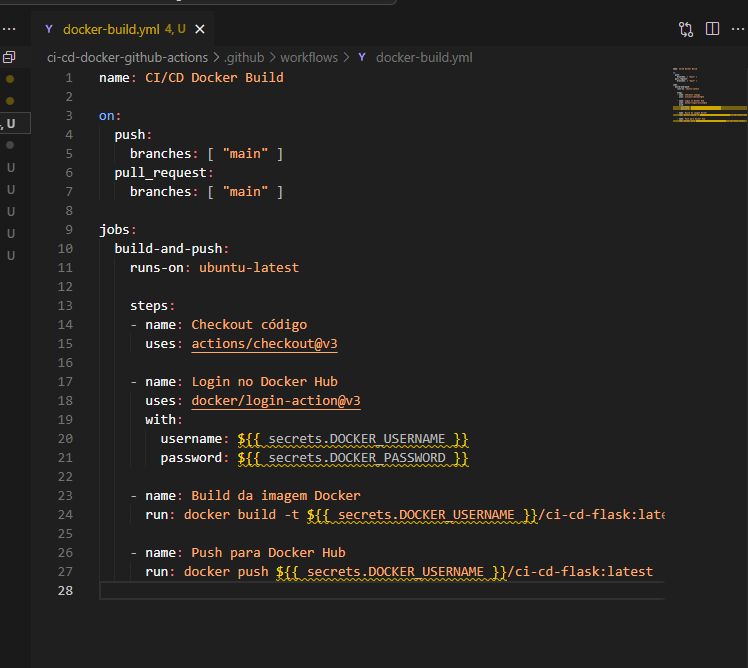 docker-build.yml 4, U
ci-cd-docker-github-actions > .github > workflows > docker-build.yml
1 name: CI/CD Docker Build
2
3 on:
4 push:
5 branches: [ "main" ]
6 pull_request:
7 branches: [ "main" ]
8
9 jobs:
10 build-and-push:
11 runs-on: ubuntu-latest
12
13 steps:
14 - name: Checkout código
15 uses: actions/checkout@v3
16
17 - name: Login no Docker Hub
18 uses: docker/login-action@v3
19 with:
20 username: ${{ secrets.DOCKER_USERNAME }}
21 password: ${{ secrets.DOCKER_PASSWORD }}
22
23 - name: Build da imagem Docker
24 run: docker build -t ${{ secrets.DOCKER_USERNAME }}/ci-cd-flask:late
25
26 - name: Push para Docker Hub
27 run: docker push ${{ secrets.DOCKER_USERNAME }}/ci-cd-flask:latest
28
, U
U
U
U
U
U